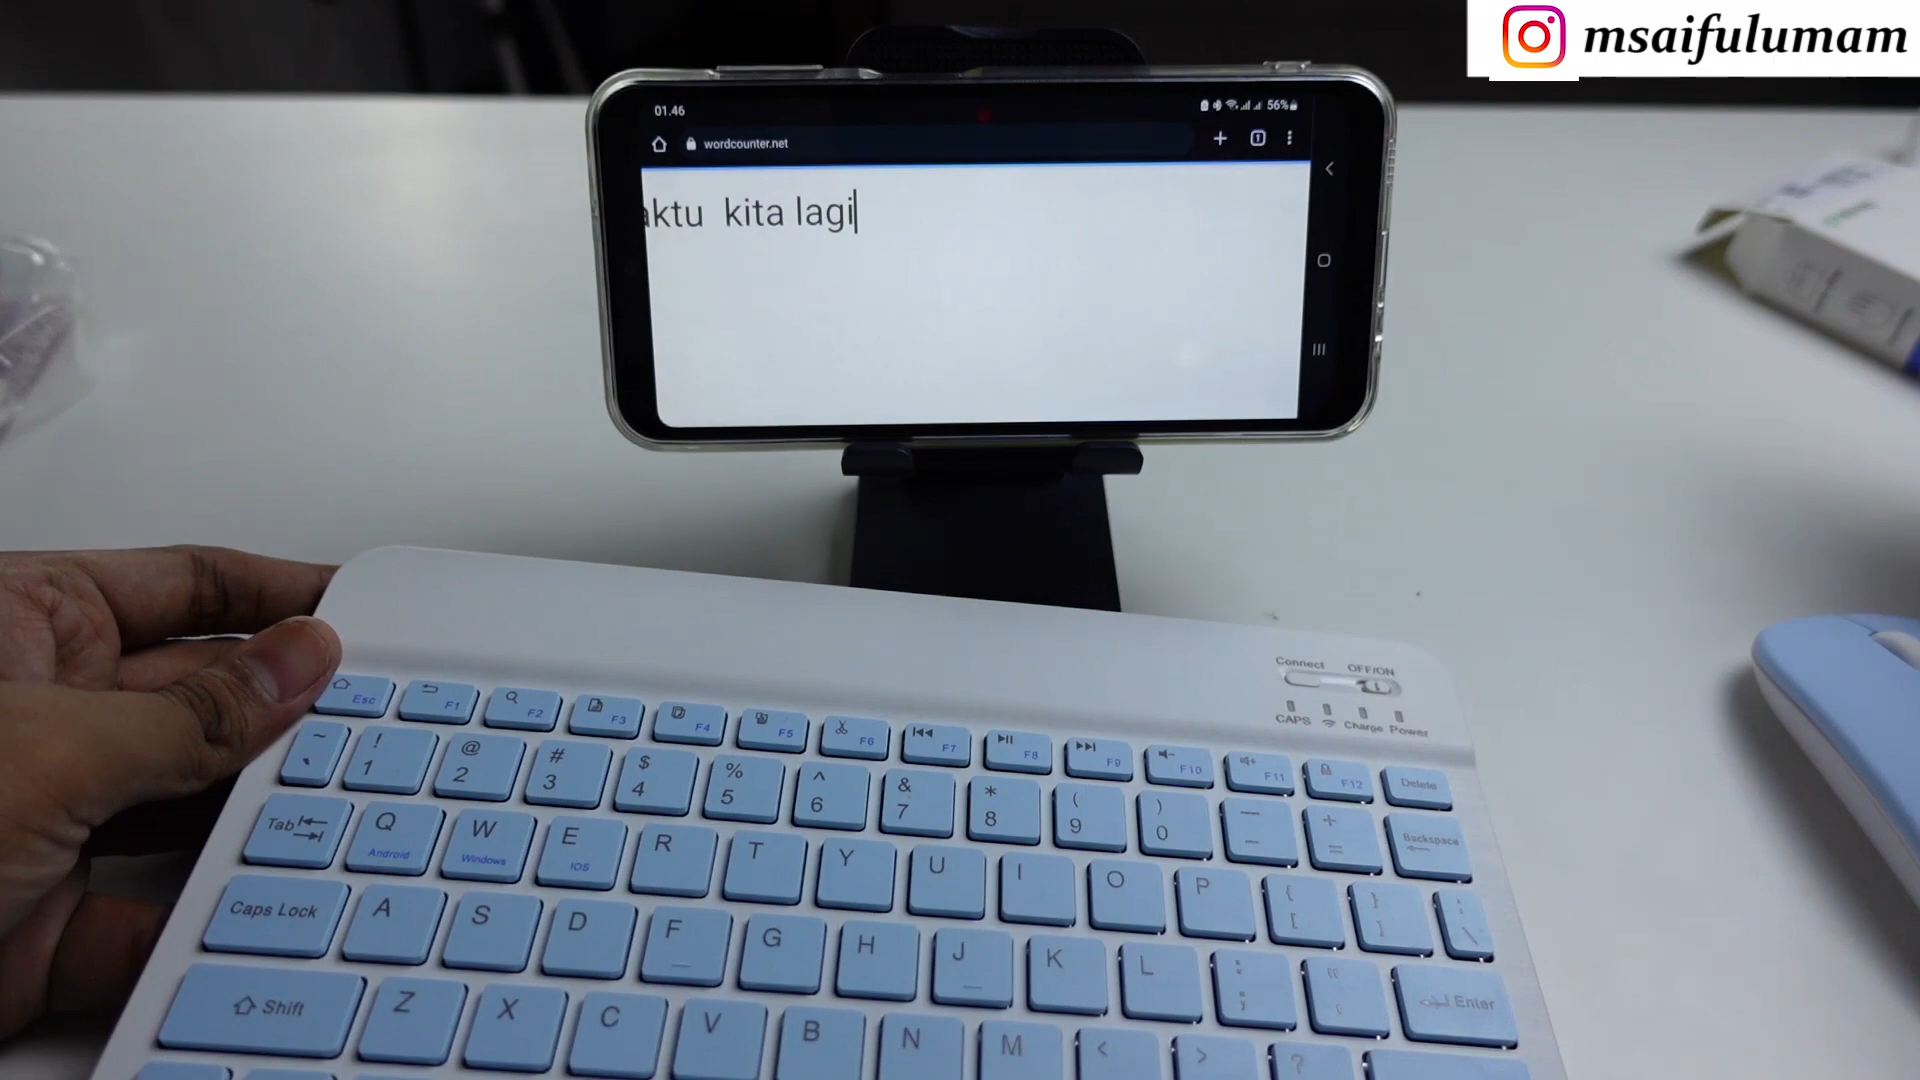 msaifulumam
01.46
56%
wordcounter.net
1
aktu kita lagi
Connect OFF/ON
CAPS Charge Power
Esc F1 F2 F3 F4 F5 F6 F7 F8 F9 F10 F11 F12 Delete
~ ! @ # $ % ^ & * ( ) — +
` 1 2 3 4 5 6 7 8 9 0 – = Backspace
Tab Q W E R T Y U I O P { } |
Android Windows IOS [ ] \
Caps Lock A S D F G H J K L : "
; Enter
Shift Z X C V B N M < > ?